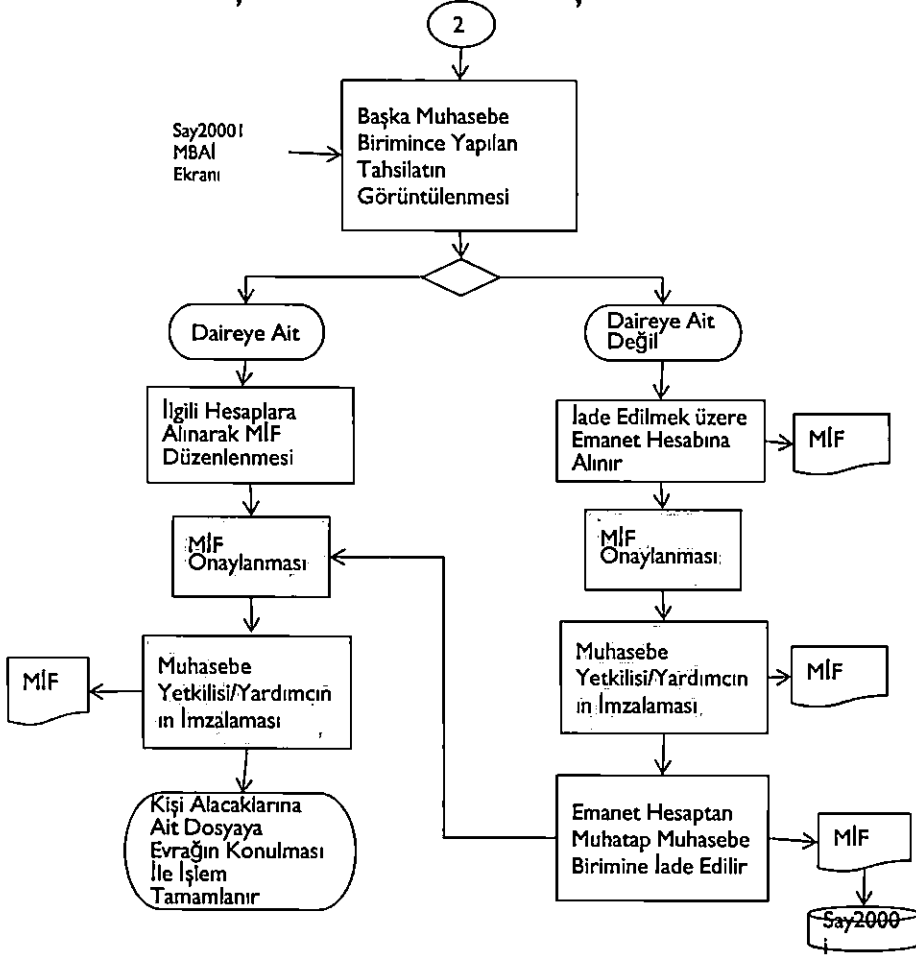 2
Say2000İ
MBAİ
Ekranı
Başka Muhasebe
Birimince Yapılan
Tahsilatın
Görüntülenmesi
Daireye Ait
Daireye Ait
Değil
İlgili Hesaplara
Alınarak MİF
Düzenlenmesi
İade Edilmek üzere
Emanet Hesabına
Alınır
MİF
MİF
Onaylanması
MİF
Onaylanması
MİF
Muhasebe
Yetkilisi/Yardımcın
ın İmzalaması
Muhasebe
Yetkilisi/Yardımcın
ın İmzalaması
MİF
Kişi Alacaklarına
Ait Dosyaya
Evrağın Konulması
İle İşlem
Tamamlanır
Emanet Hesaptan
Muhatap Muhasebe
Birimine İade Edilir
MİF
Say2000
i